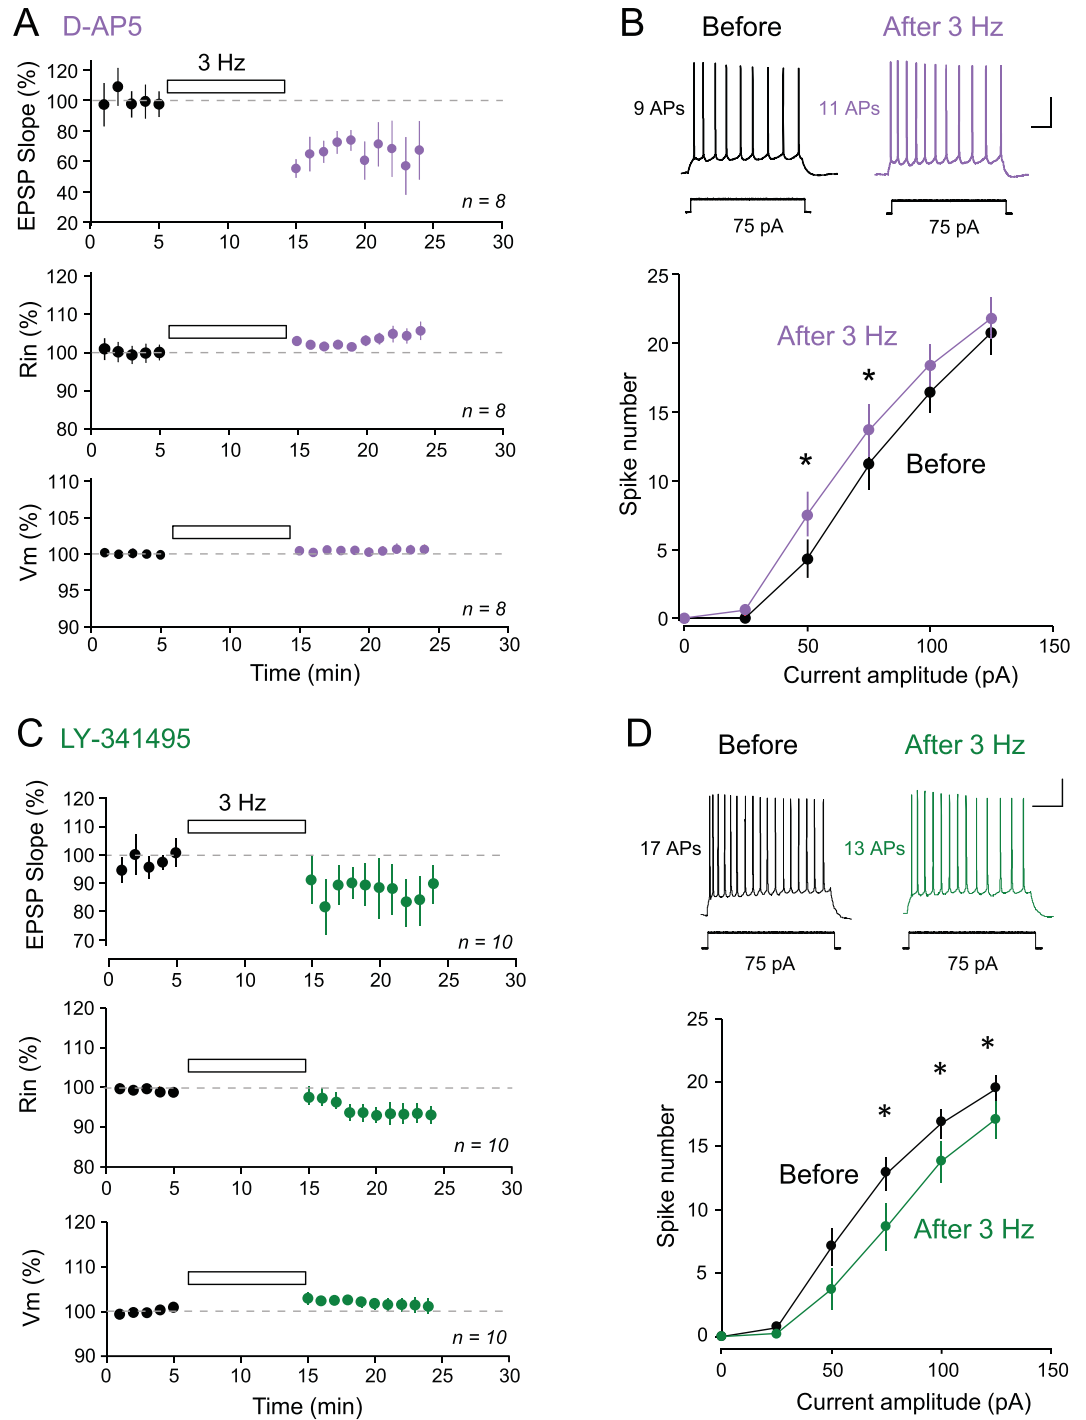 A D-AP5
3 Hz
EPSP Slope (%)
120
100
80
60
40
20
n = 8
0 5 10 15 20 25 30
Rin (%)
120
110
100
90
80
n = 8
0 5 10 15 20 25 30
Vm (%)
110
105
100
95
90
n = 8
0 5 10 15 20 25 30
Time (min)
B Before After 3 Hz
9 APs 11 APs
75 pA 75 pA
Spike number
25
20
15
10
5
0
After 3 Hz
*
*
Before
0 50 100 150
Current amplitude (pA)
C LY-341495
3 Hz
EPSP Slope (%)
120
110
100
90
80
70
n = 10
0 5 10 15 20 25 30
Rin (%)
120
110
100
90
80
n = 10
0 5 10 15 20 25 30
Vm (%)
120
110
100
90
n = 10
0 5 10 15 20 25 30
Time (min)
D Before After 3 Hz
17 APs 13 APs
75 pA 75 pA
Spike number
25
20
15
10
5
0
*
*
*
Before
After 3 Hz
0 50 100 150
Current amplitude (pA)